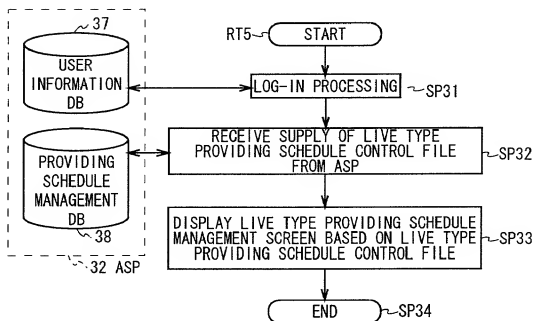 37
USER
INFORMATION
DB
PROVIDING
SCHEDULE
MANAGEMENT
DB
38
32 ASP
RT5
START
LOG-IN PROCESSING
SP31
RECEIVE SUPPLY OF LIVE TYPE
PROVIDING SCHEDULE CONTROL FILE
FROM ASP
SP32
DISPLAY LIVE TYPE PROVIDING SCHEDULE
MANAGEMENT SCREEN BASED ON LIVE TYPE
PROVIDING SCHEDULE CONTROL FILE
SP33
END
SP34